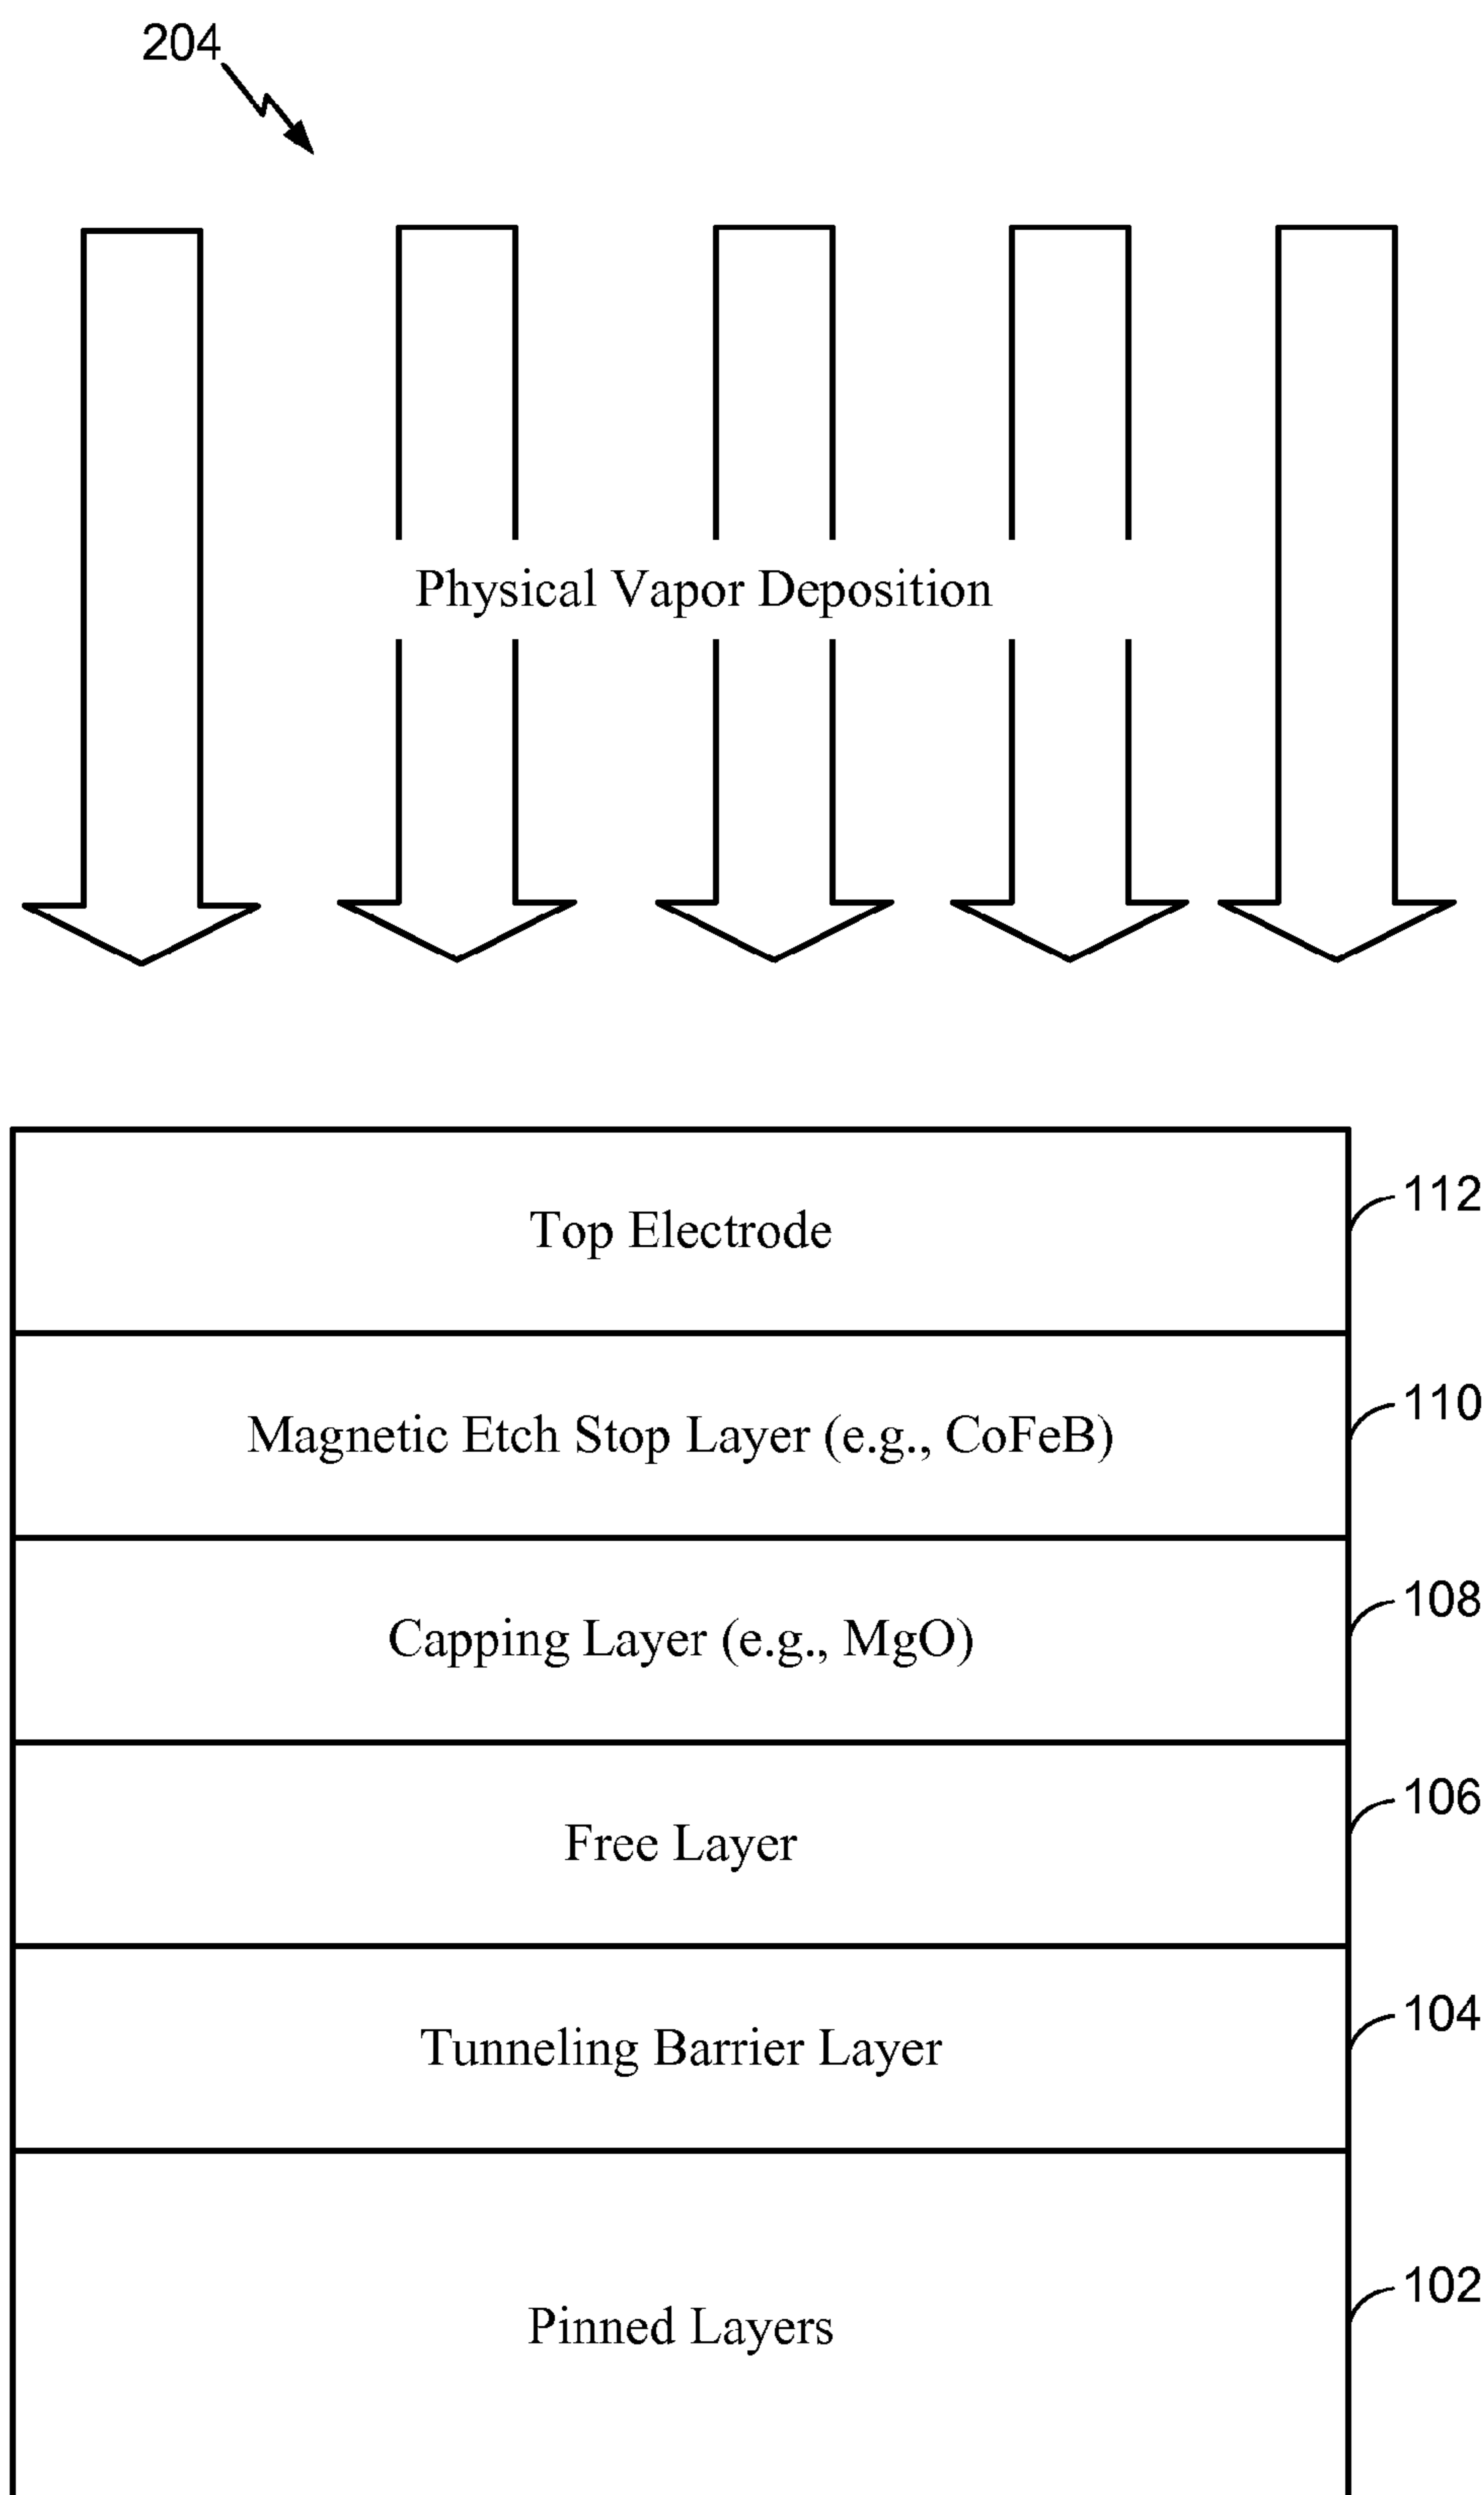 204
Physical Vapor Deposition
Top Electrode
112
Magnetic Etch Stop Layer (e.g., CoFeB)
110
Capping Layer (e.g., MgO)
108
Free Layer
106
Tunneling Barrier Layer
104
Pinned Layers
102